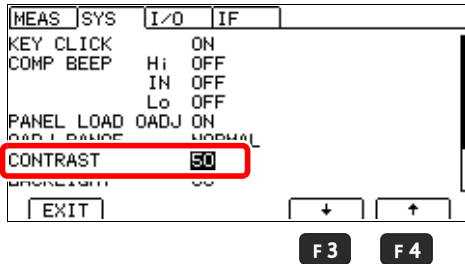 MEAS SYS I/O IF
KEY CLICK ON
COMP BEEP Hi OFF
IN OFF
Lo OFF
PANEL LOAD 0ADJ ON
CONTRAST 50
EXIT ↓ ↑
F3 F4